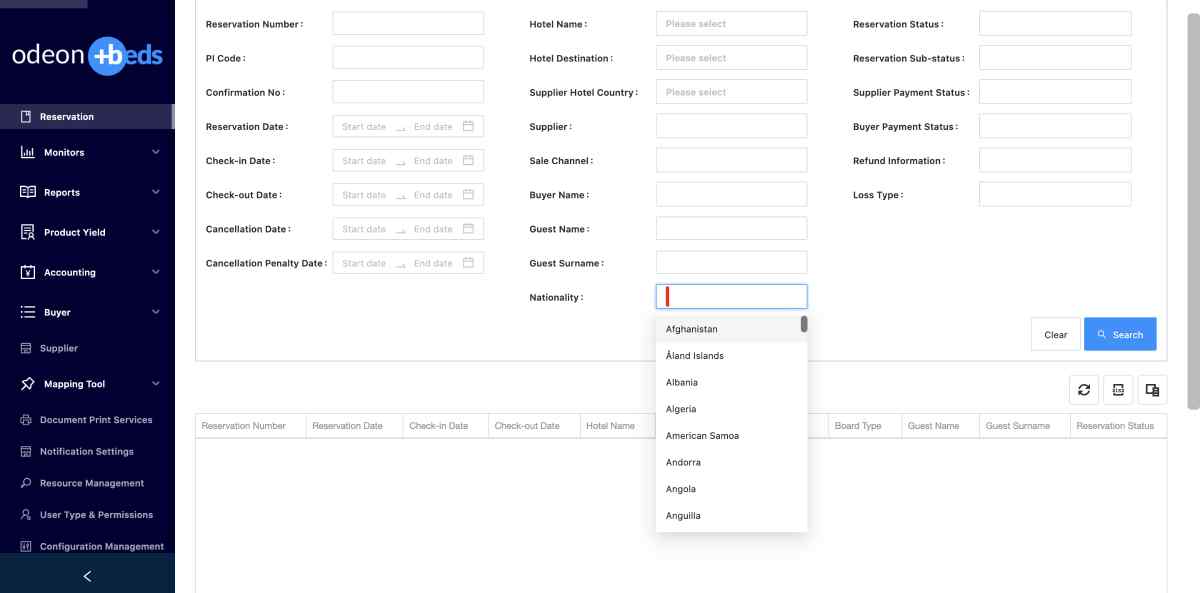 odeon +beds
Reservation
Monitors
Reports
Product Yield
Accounting
Buyer
Supplier
Mapping Tool
Document Print Services
Notification Settings
Resource Management
User Type & Permissions
Configuration Management
Reservation Number :
PI Code :
Confirmation No :
Reservation Date : Start date End date
Check-in Date : Start date End date
Check-out Date : Start date End date
Cancellation Date : Start date End date
Cancellation Penalty Date : Start date End date
Hotel Name : Please select
Hotel Destination : Please select
Supplier Hotel Country : Please select
Supplier :
Sale Channel :
Buyer Name :
Guest Name :
Guest Surname :
Nationality :
Afghanistan
Åland Islands
Albania
Algeria
American Samoa
Andorra
Angola
Anguilla
Reservation Status :
Reservation Sub-status :
Supplier Payment Status :
Buyer Payment Status :
Refund Information :
Loss Type :
Clear Search
Reservation Number Reservation Date Check-in Date Check-out Date Hotel Name Board Type Guest Name Guest Surname Reservation Status